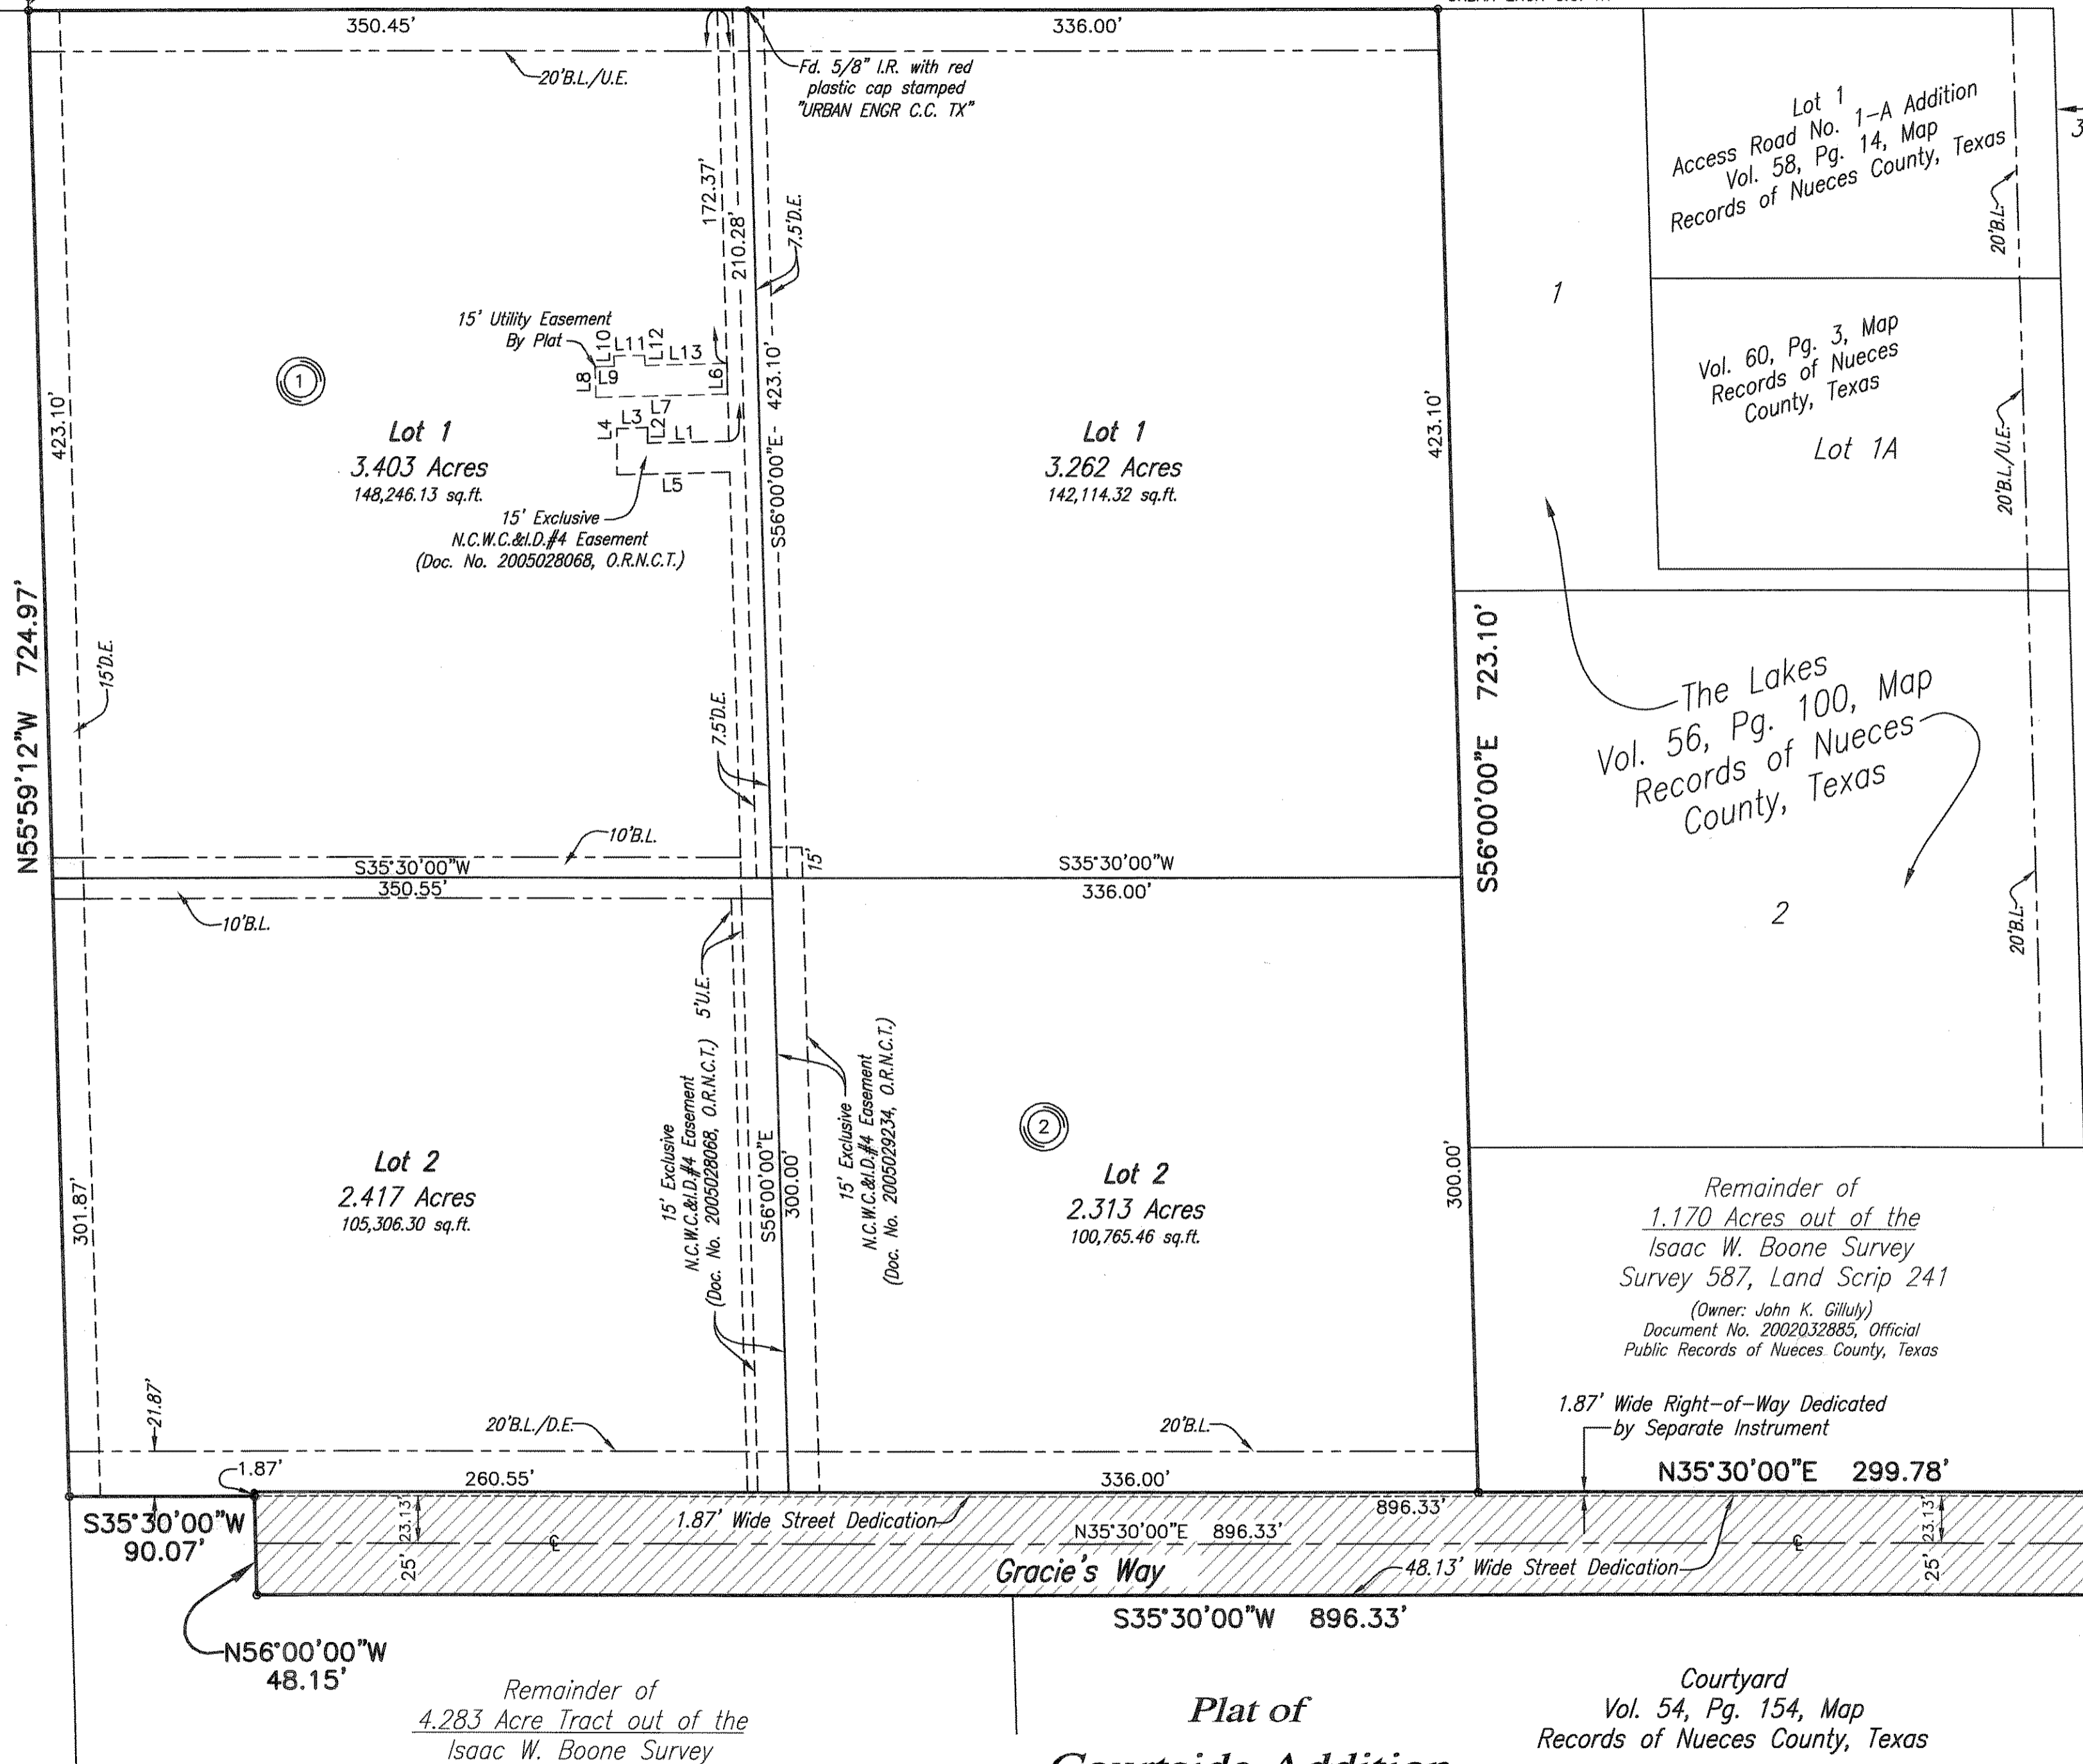 350.45'
336.00'
20'B.L./U.E.
Fd. 5/8" I.R. with red
plastic cap stamped
"URBAN ENGR C.C. TX"
172.37'
210.28'
7.5'D.E.
15' Utility Easement
By Plat
L10
L11
L12
L13
L8
L9
L6
L7
L4
L3
L2
L1
L5
1
423.10'
Lot 1
3.403 Acres
148,246.13 sq.ft.
15' Exclusive
N.C.W.C.&I.D.#4 Easement
(Doc. No. 2005028068, O.R.N.C.T.)
S56°00'00"E 423.10'
Lot 1
3.262 Acres
142,114.32 sq.ft.
423.10'
Lot 1
Access Road No. 1-A Addition
Vol. 58, Pg. 14, Map
Records of Nueces County, Texas
20'B.L.
3
1
Vol. 60, Pg. 3, Map
Records of Nueces
County, Texas
Lot 1A
20'B.L./U.E.
N55°59'12"W 724.97'
15'D.E.
7.5'D.E.
S56°00'00"E 723.10'
The Lakes
Vol. 56, Pg. 100, Map
Records of Nueces
County, Texas
2
20'B.L.
10'B.L.
S35°30'00"W
350.55'
15'
S35°30'00"W
336.00'
10'B.L.
5'U.E.
15' Exclusive
N.C.W.C.&I.D.#4 Easement
(Doc. No. 2005028068, O.R.N.C.T.)
S56°00'00"E
300.00'
15' Exclusive
N.C.W.C.&I.D.#4 Easement
(Doc. No. 2005029234, O.R.N.C.T.)
2
301.87'
Lot 2
2.417 Acres
105,306.30 sq.ft.
Lot 2
2.313 Acres
100,765.46 sq.ft.
300.00'
Remainder of
1.170 Acres out of the
Isaac W. Boone Survey
Survey 587, Land Scrip 241
(Owner: John K. Gilluly)
Document No. 2002032885, Official
Public Records of Nueces County, Texas
21.87'
20'B.L./D.E.
20'B.L.
1.87' Wide Right-of-Way Dedicated
by Separate Instrument
1.87'
260.55'
336.00'
N35°30'00"E 299.78'
S35°30'00"W
90.07'
23.13'
1.87' Wide Street Dedication
896.33'
N35°30'00"E 896.33'
23.13'
25'
Gracie's Way
48.13' Wide Street Dedication
25'
S35°30'00"W 896.33'
N56°00'00"W
48.15'
Remainder of
4.283 Acre Tract out of the
Isaac W. Boone Survey
Plat of
Courtside Addition
Courtyard
Vol. 54, Pg. 154, Map
Records of Nueces County, Texas